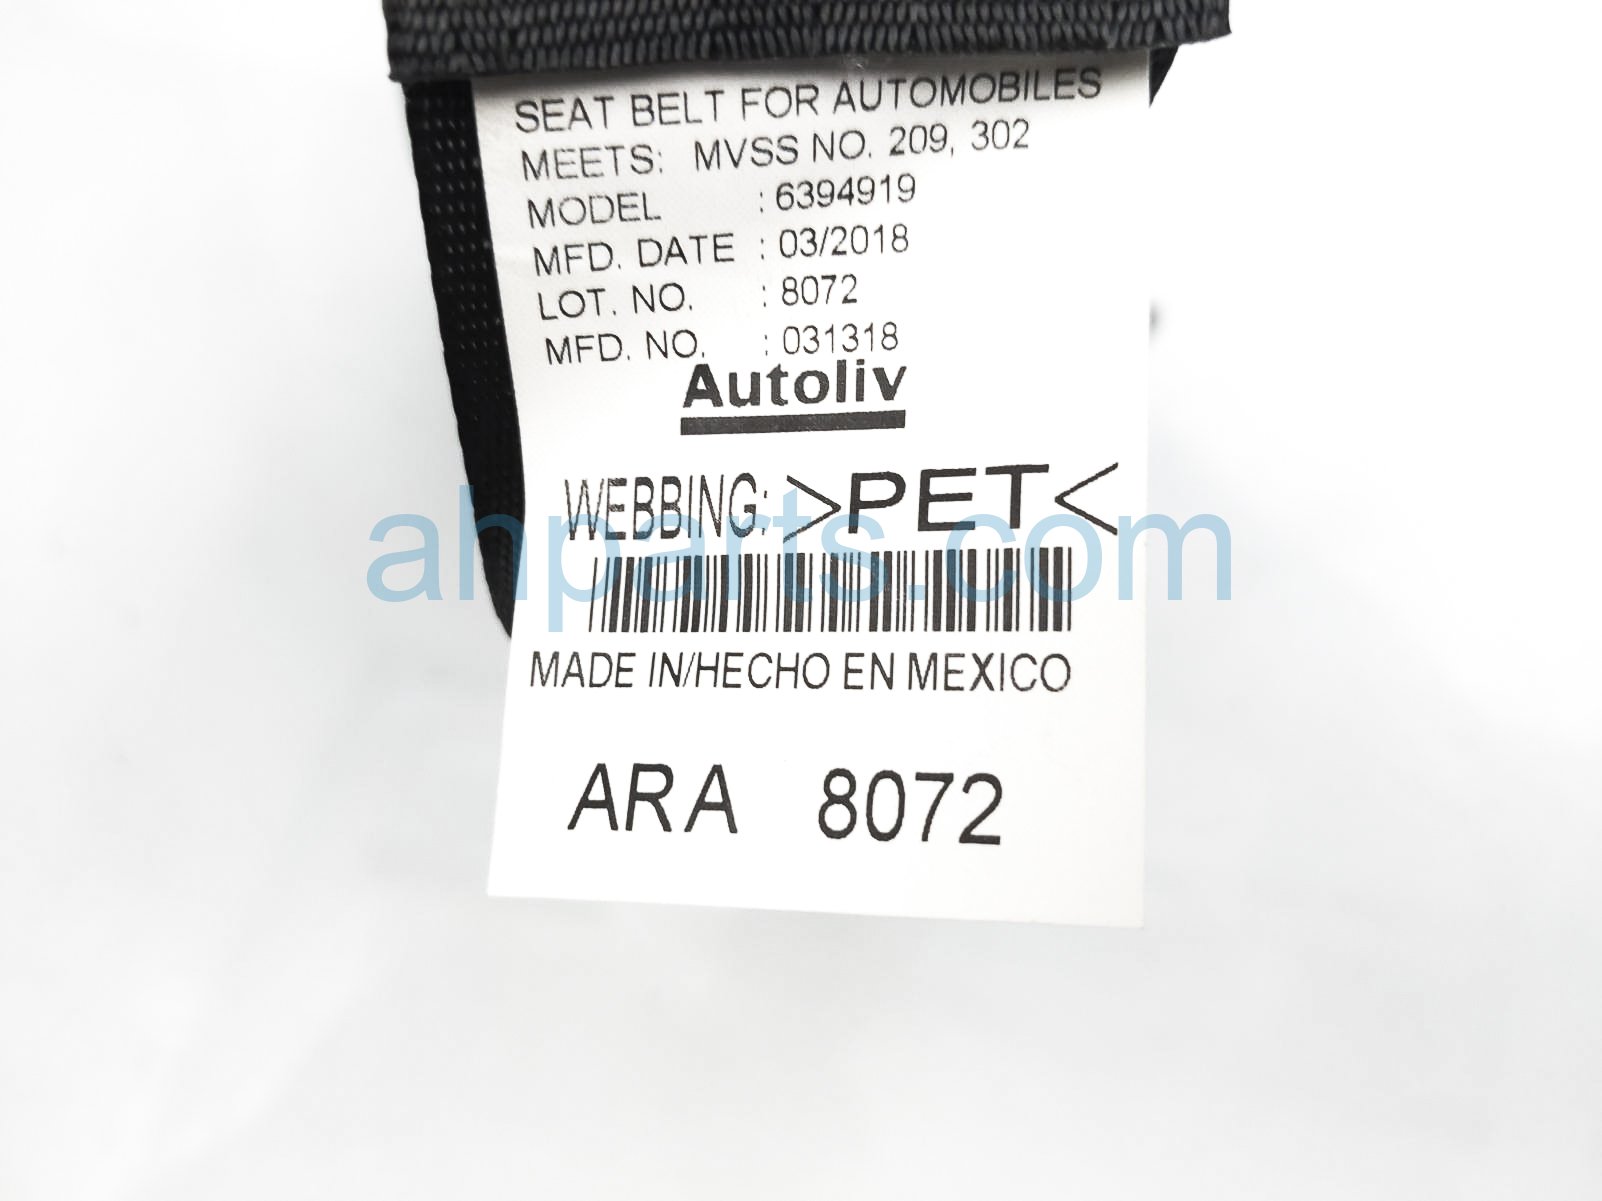 SEAT BELT FOR AUTOMOBILES
MEETS: MVSS NO. 209, 302
MODEL : 6394919
MFD. DATE : 03/2018
LOT. NO. : 8072
MFD. NO. : 031318
Autoliv
WEBBING: >PET<
ahparts.com
MADE IN/HECHO EN MEXICO
ARA 8072